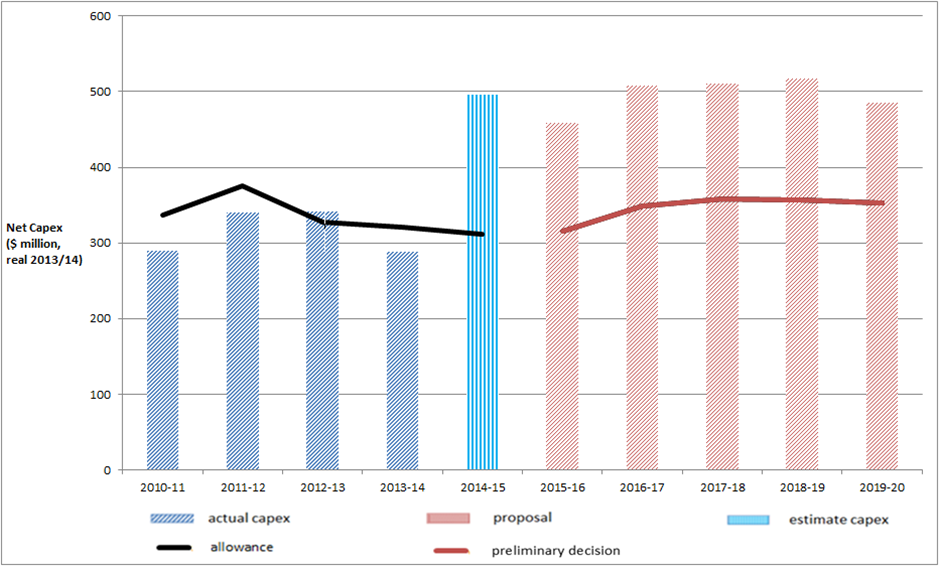 600
500
400
300
200
100
0
Net Capex
($ million,
real 2013/14)
2010-11 2011-12 2012-13 2013-14 2014-15 2015-16 2016-17 2017-18 2018-19 2019-20
actual capex proposal estimate capex
allowance preliminary decision